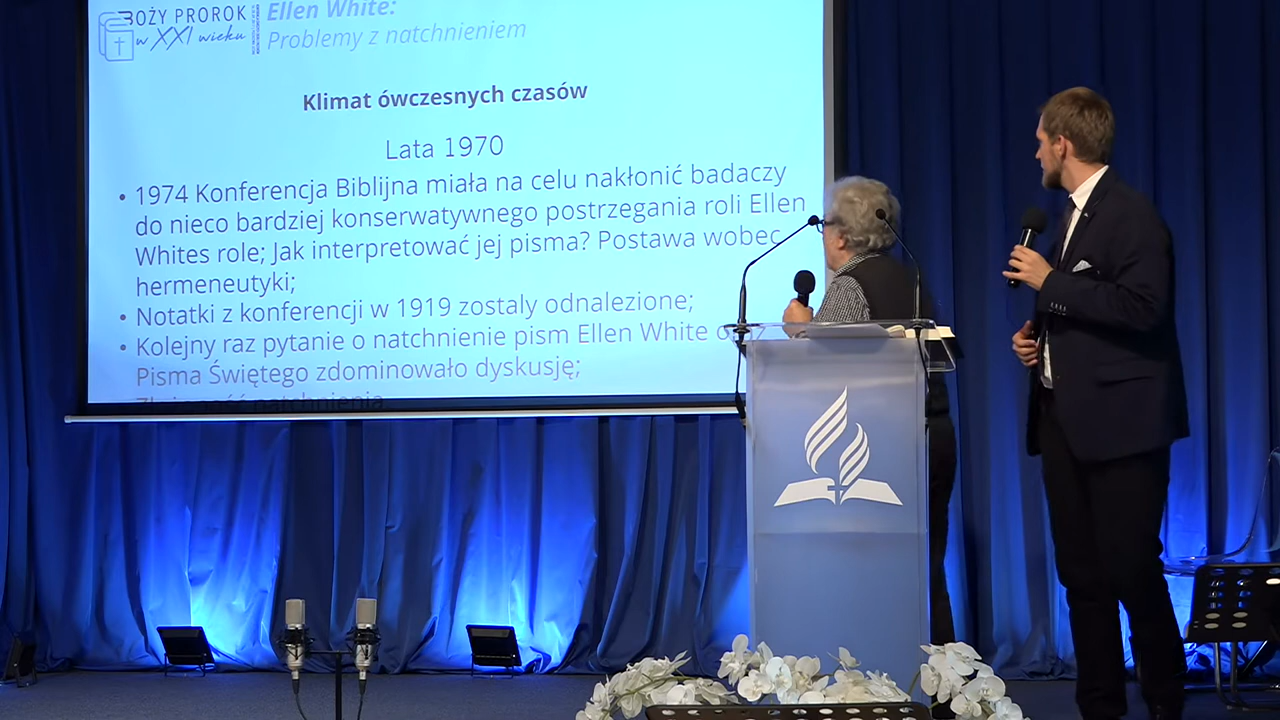 BOŻY PROROK
w XXI wieku
Ellen White:
Problemy z natchnieniem
Klimat ówczesnych czasów
Lata 1970
• 1974 Konferencja Biblijna miała na celu nakłonić badaczy
do nieco bardziej konserwatywnego postrzegania roli Ellen
Whites role; Jak interpretować jej pisma? Postawa wobec
hermeneutyki;
• Notatki z konferencji w 1919 zostaly odnalezione;
• Kolejny raz pytanie o natchnienie pism Ellen White
Pisma Świętego zdominowało dyskusję;